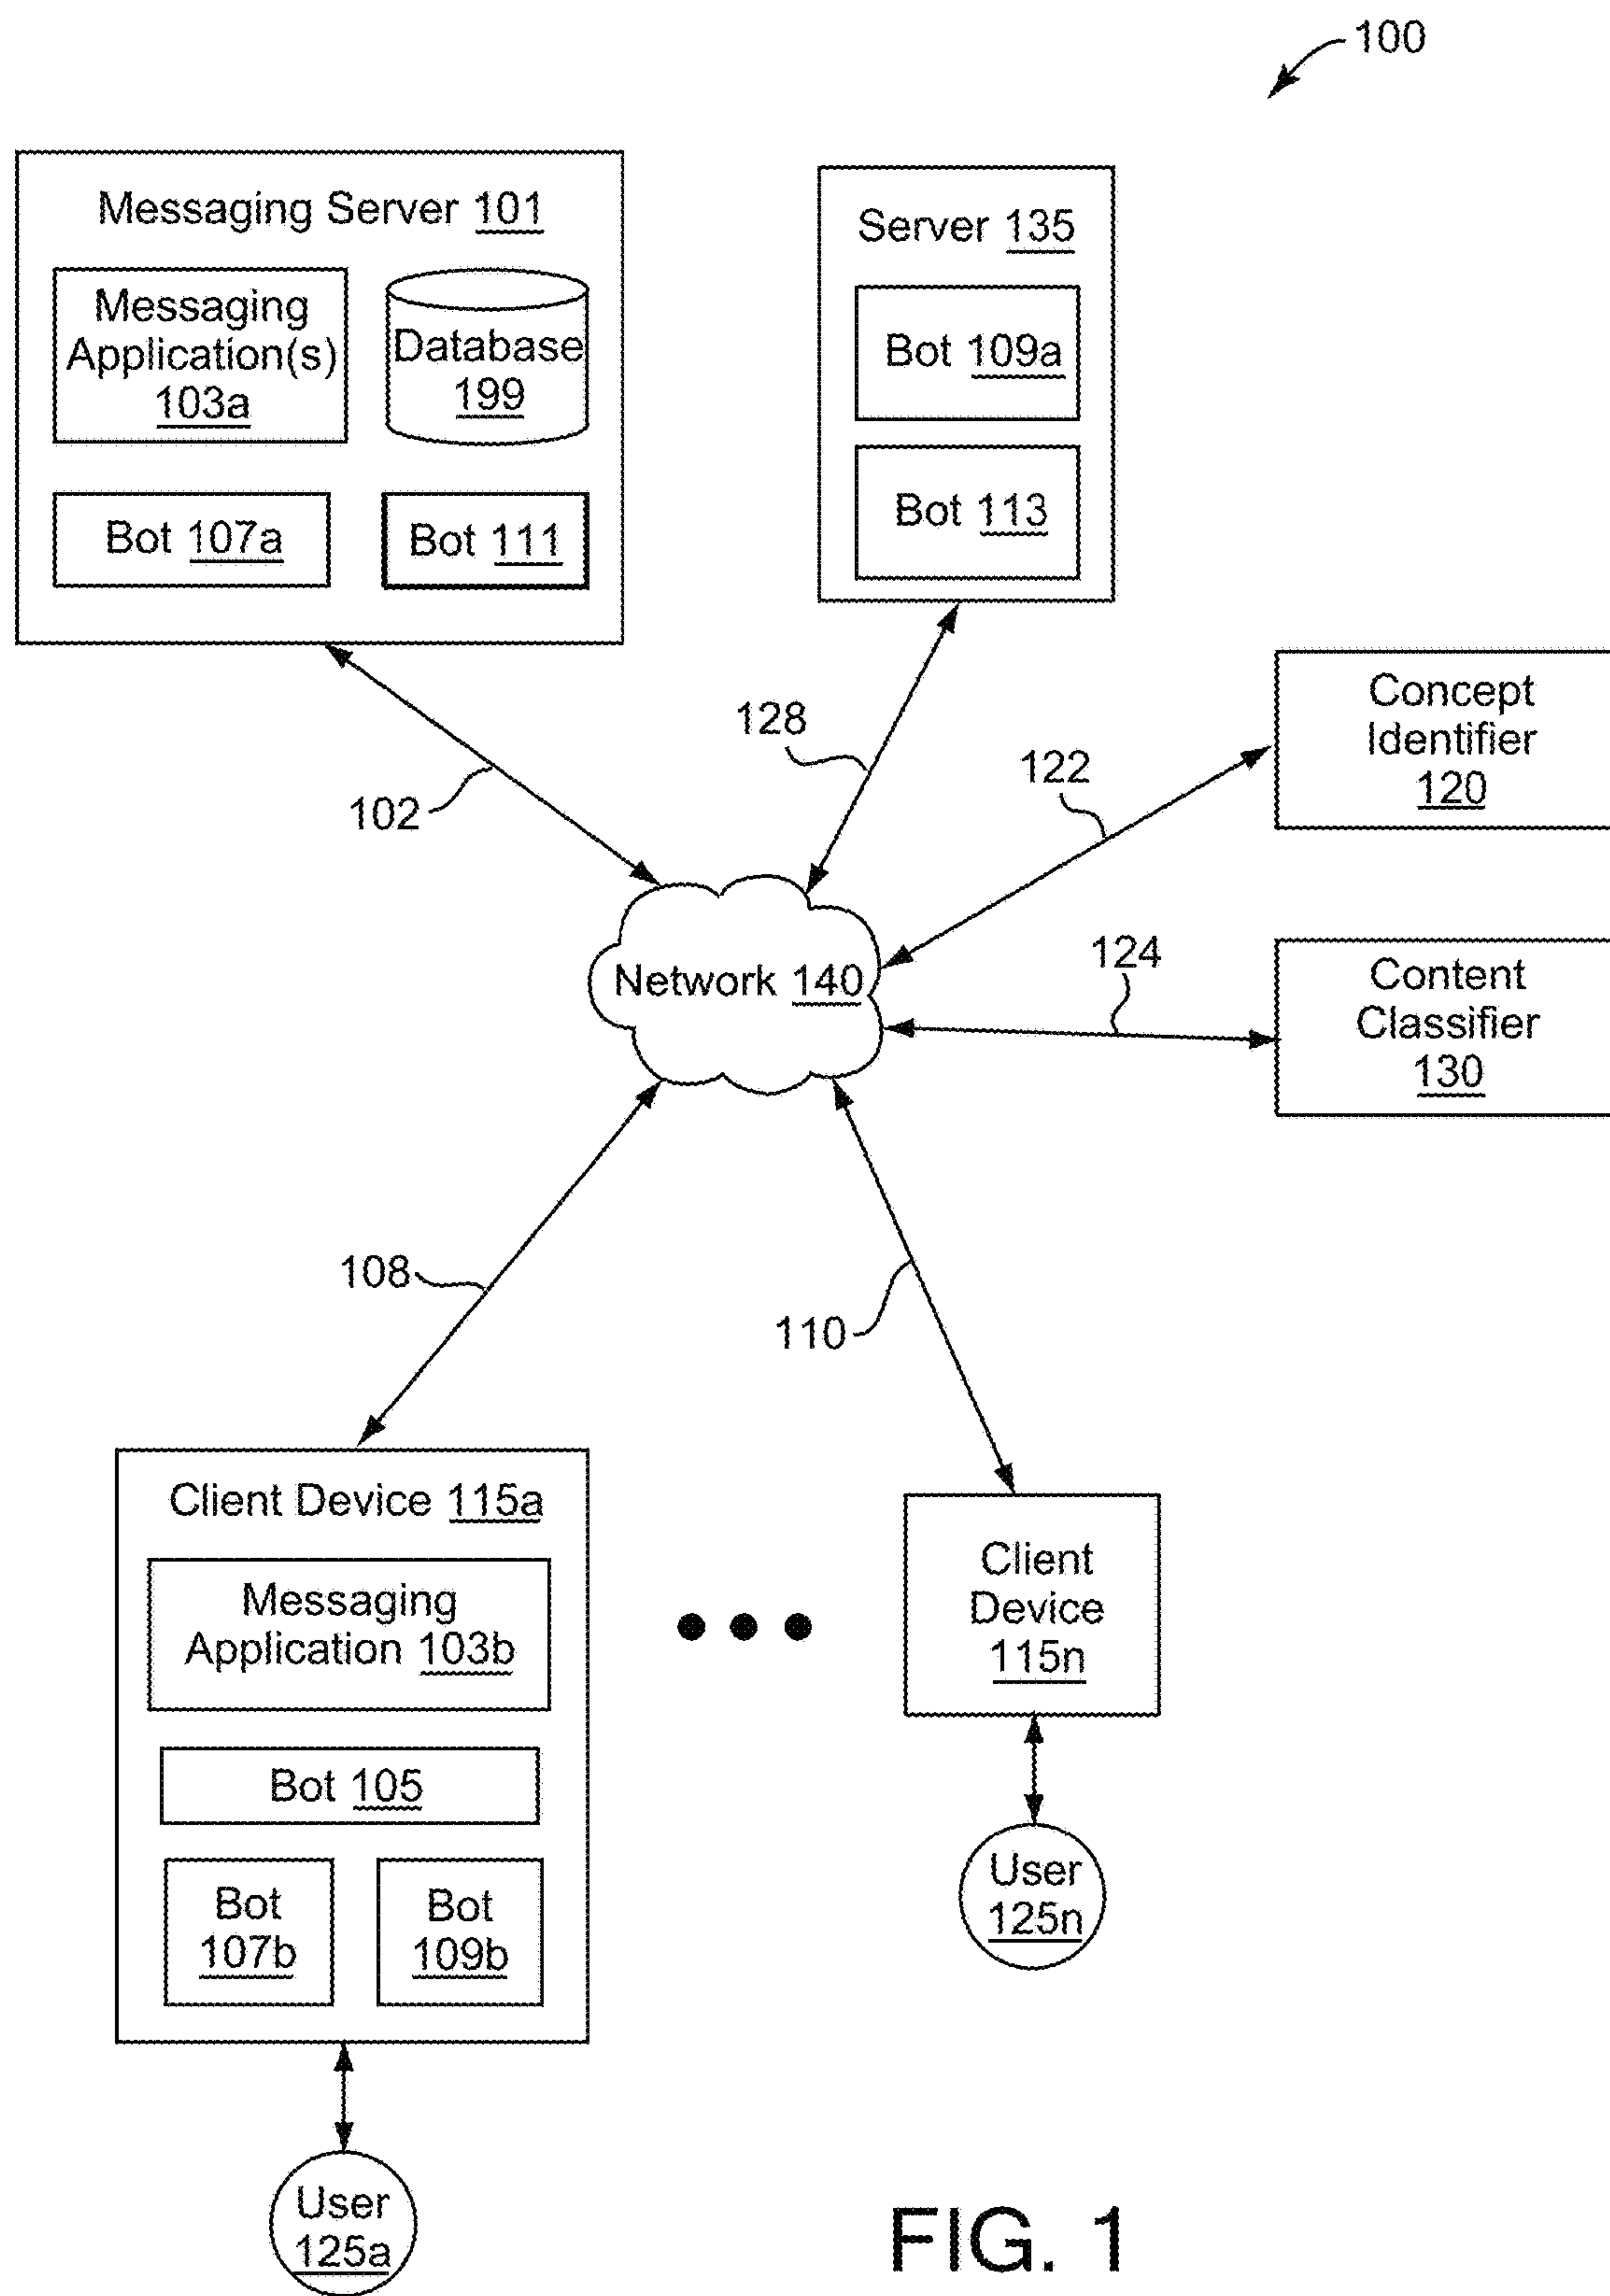 100
Messaging Server 101
Messaging
Application(s)
103a
Database
199
Bot 107a
Bot 111
Server 135
Bot 109a
Bot 113
Concept
Identifier
120
128
122
102
Network 140
124
Content
Classifier
130
108
110
Client Device 115a
Messaging
Application 103b
Bot 105
Bot
107b
Bot
109b
Client
Device
115n
User
125n
User
125a
FIG. 1